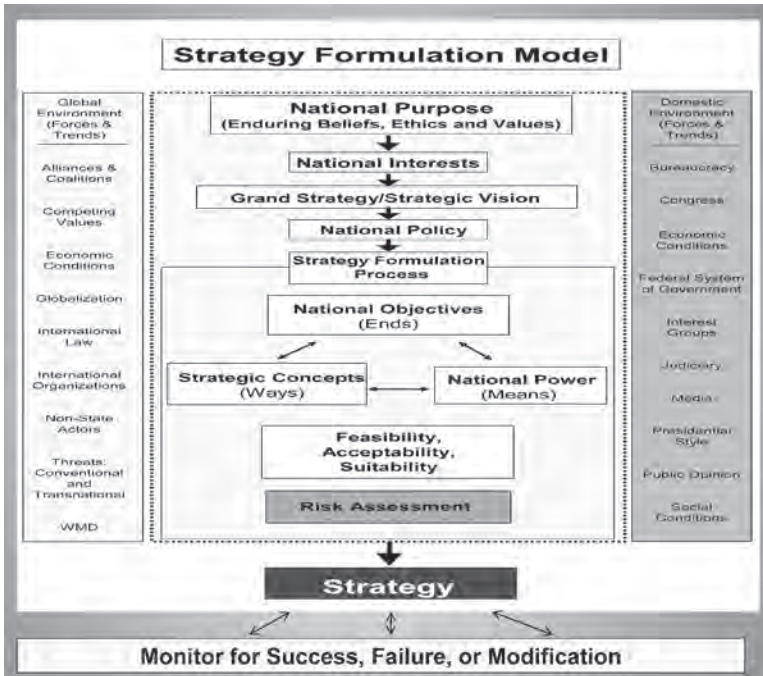 Strategy Formulation Model
Global
Environment
(Forces &
Trends)
Alliances &
Coalitions
Competing
Values
Economic
Conditions
Globalization
International
Law
International
Organizations
Non-State
Actors
Threats:
Conventional
and
Transnational
WMD
National Purpose
(Enduring Beliefs, Ethics and Values)
National Interests
Grand Strategy/Strategic Vision
National Policy
Strategy Formulation
Process
National Objectives
(Ends)
Strategic Concepts
(Ways)
National Power
(Means)
Feasibility,
Acceptability,
Suitability
Risk Assessment
Domestic
Environment
(Forces &
Trends)
Bureaucracy
Congress
Economic
Conditions
Federal System
of Government
Interest
Groups
Judiciary
Media
Presidential
Style
Public Opinion
Social
Conditions
Strategy
Monitor for Success, Failure, or Modification